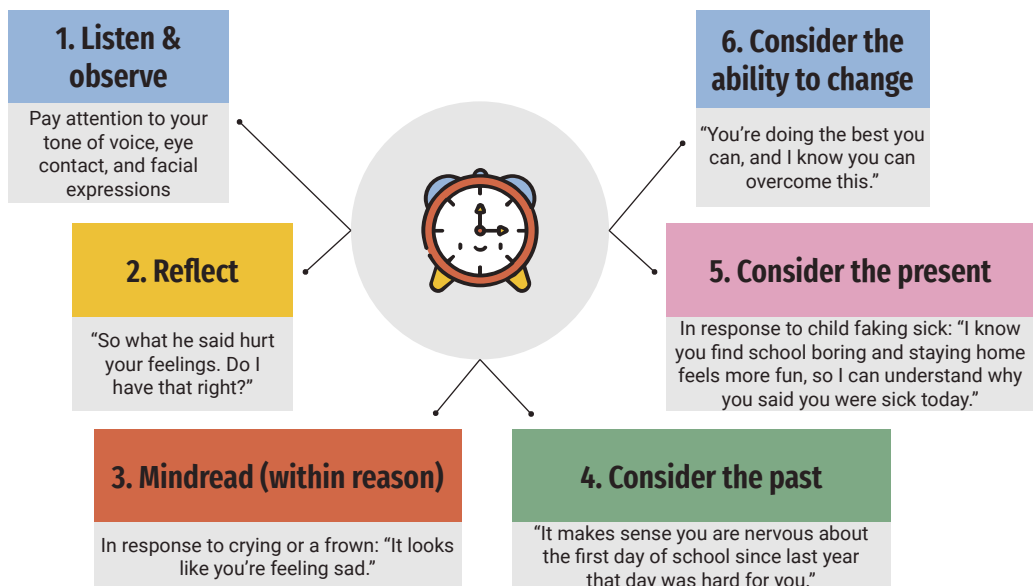 1. Listen &
observe
Pay attention to your
tone of voice, eye
contact, and facial
expressions
2. Reflect
“So what he said hurt
your feelings. Do I
have that right?”
3. Mindread (within reason)
In response to crying or a frown: “It looks
like you’re feeling sad.”
4. Consider the past
“It makes sense you are nervous about
the first day of school since last year
that day was hard for you.”
5. Consider the present
In response to child faking sick: “I know
you find school boring and staying home
feels more fun, so I can understand why
you said you were sick today.”
6. Consider the
ability to change
“You’re doing the best you
can, and I know you can
overcome this.”